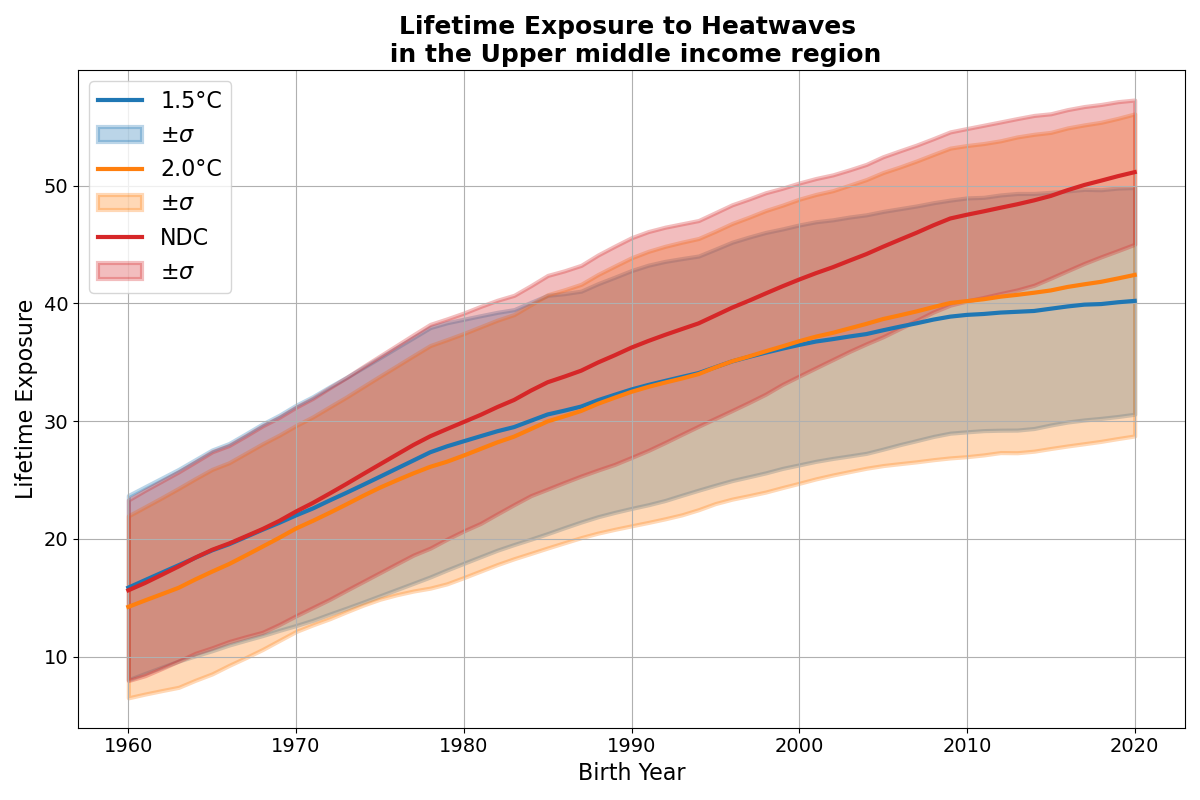 Lifetime Exposure to Heatwaves
in the Upper middle income region
1.5°C
±σ
2.0°C
±σ
NDC
±σ
Lifetime Exposure
50
40
30
20
10
1960 1970 1980 1990 2000 2010 2020
Birth Year